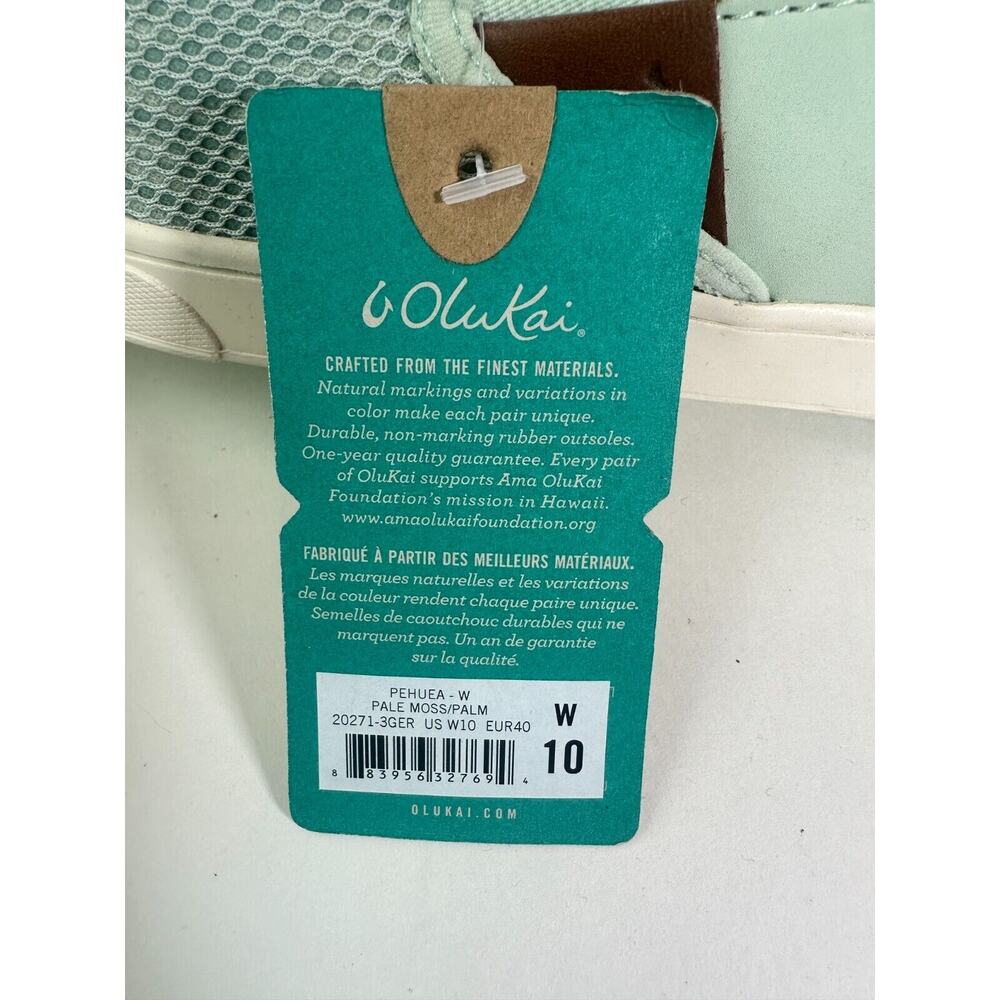 OluKai®
CRAFTED FROM THE FINEST MATERIALS.
Natural markings and variations in
color make each pair unique.
Durable, non-marking rubber outsoles.
One-year quality guarantee. Every pair
of OluKai supports Ama OluKai
Foundation's mission in Hawaii.
www.amaolukaifoundation.org
FABRIQUÉ À PARTIR DES MEILLEURS MATÉRIAUX.
Les marques naturelles et les variations
de la couleur rendent chaque paire unique.
Semelles de caoutchouc durables qui ne
marquent pas. Un an de garantie
sur la qualité.
PEHUEA - W
PALE MOSS/PALM
20271-3GER US W10 EUR40
W
10
8 83956 32769 4
OLUKAI.COM